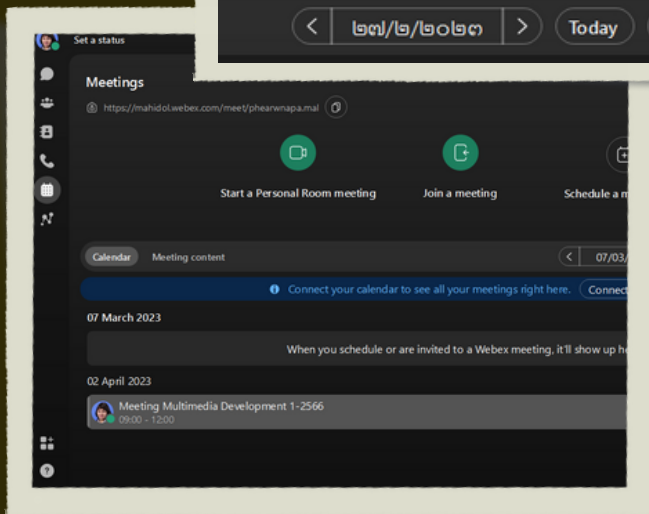 ๒๗/๒/๒๐๒๓
Today
Set a status
Meetings
https://mahidol.webex.com/meet/phearwnapa.mal
Start a Personal Room meeting
Join a meeting
Schedule a m
Calendar
Meeting content
07/03/
Connect your calendar to see all your meetings right here.
Connect
07 March 2023
When you schedule or are invited to a Webex meeting, it'll show up h
02 April 2023
Meeting Multimedia Development 1-2566
09:00 - 12:00